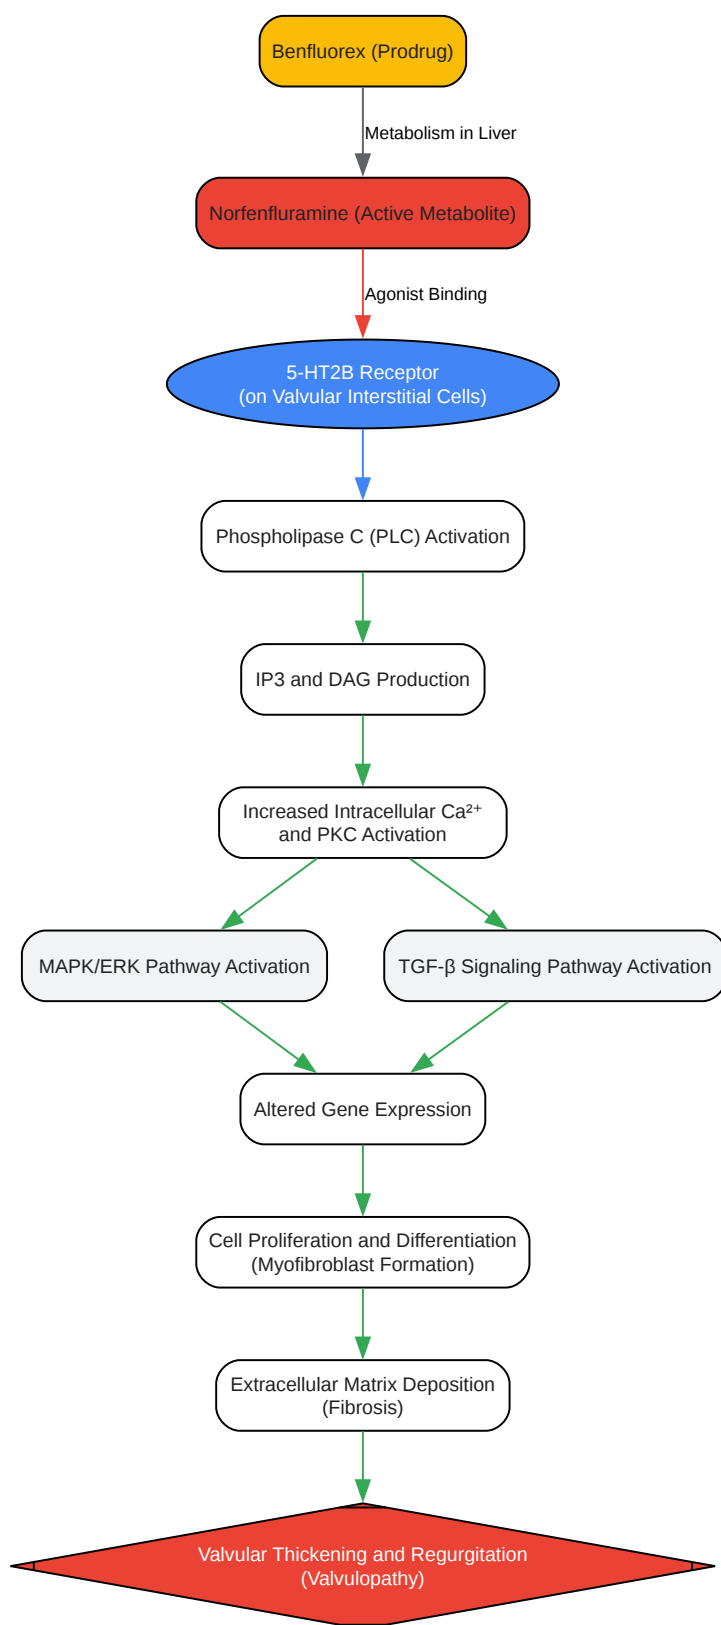 Benfluorex (Prodrug)
Metabolism in Liver
Norfenfluramine (Active Metabolite)
Agonist Binding
5-HT2B Receptor
(on Valvular Interstitial Cells)
Phospholipase C (PLC) Activation
IP3 and DAG Production
Increased Intracellular Ca²⁺
and PKC Activation
MAPK/ERK Pathway Activation
TGF-β Signaling Pathway Activation
Altered Gene Expression
Cell Proliferation and Differentiation
(Myofibroblast Formation)
Extracellular Matrix Deposition
(Fibrosis)
Valvular Thickening and Regurgitation
(Valvulopathy)